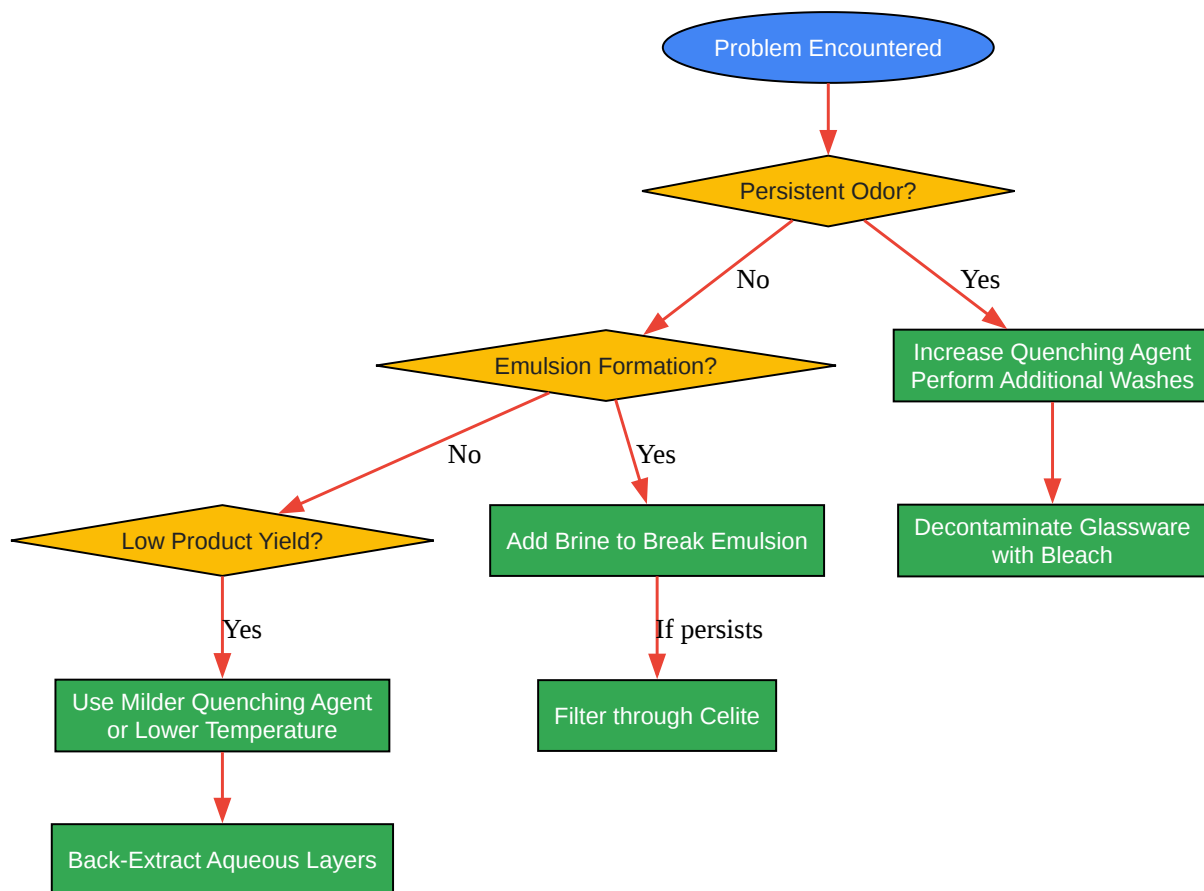 Problem Encountered
Persistent Odor?
No
Yes
Emulsion Formation?
Increase Quenching Agent
Perform Additional Washes
No
Yes
Low Product Yield?
Add Brine to Break Emulsion
Decontaminate Glassware
with Bleach
Yes
If persists
Use Milder Quenching Agent
or Lower Temperature
Filter through Celite
Back-Extract Aqueous Layers